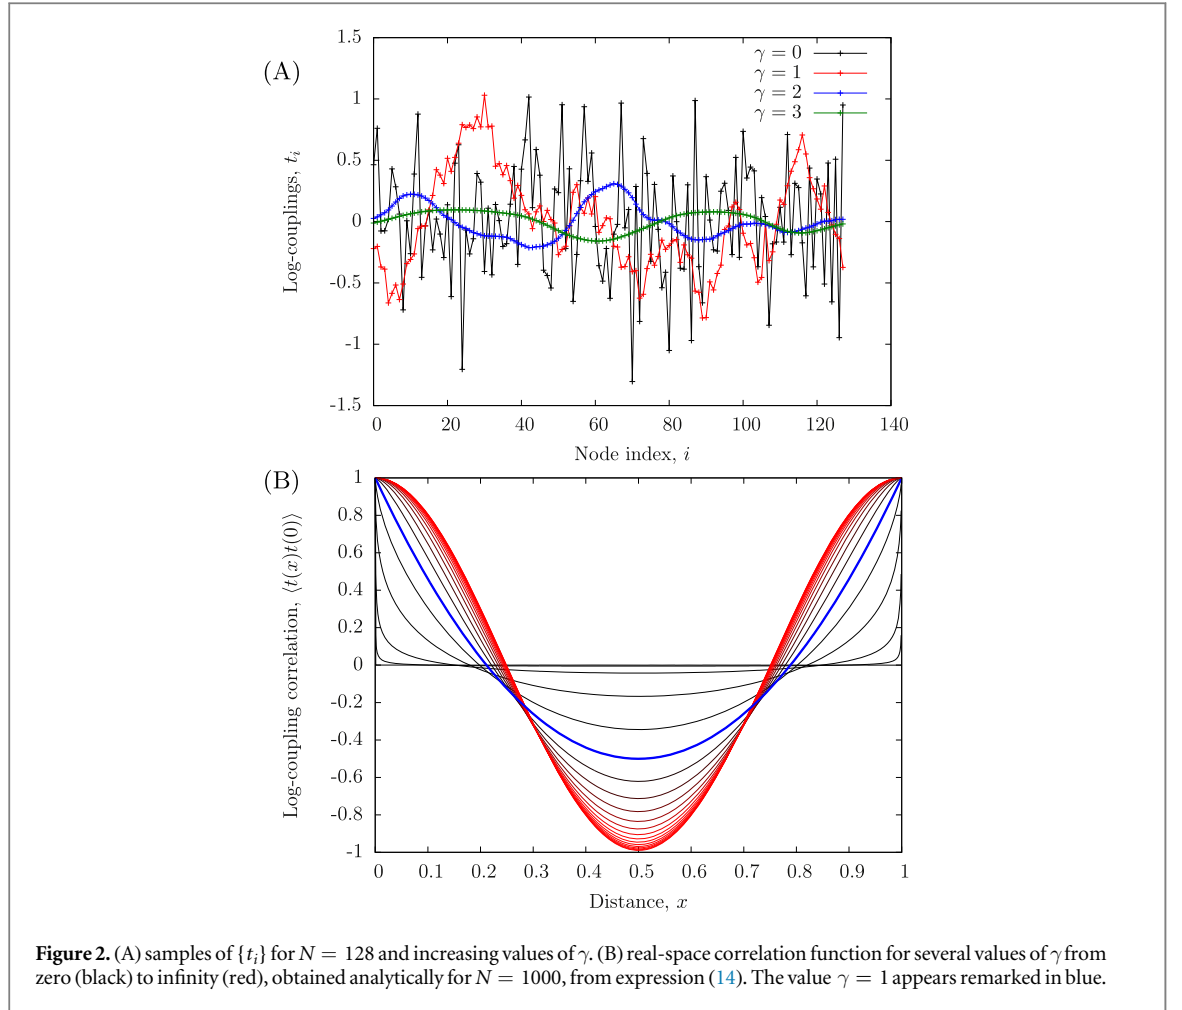 (A)
1.5
1
0.5
0
-0.5
-1
-1.5
Log-couplings, t_i
γ = 0
γ = 1
γ = 2
γ = 3
0 20 40 60 80 100 120 140
Node index, i
(B)
1
0.8
0.6
0.4
0.2
0
-0.2
-0.4
-0.6
-0.8
-1
Log-coupling correlation, ⟨t(x)t(0)⟩
0 0.1 0.2 0.3 0.4 0.5 0.6 0.7 0.8 0.9 1
Distance, x
Figure 2. (A) samples of {t_i} for N = 128 and increasing values of γ. (B) real-space correlation function for several values of γ from
zero (black) to infinity (red), obtained analytically for N = 1000, from expression (14). The value γ = 1 appears remarked in blue.